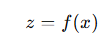 z = f(x)